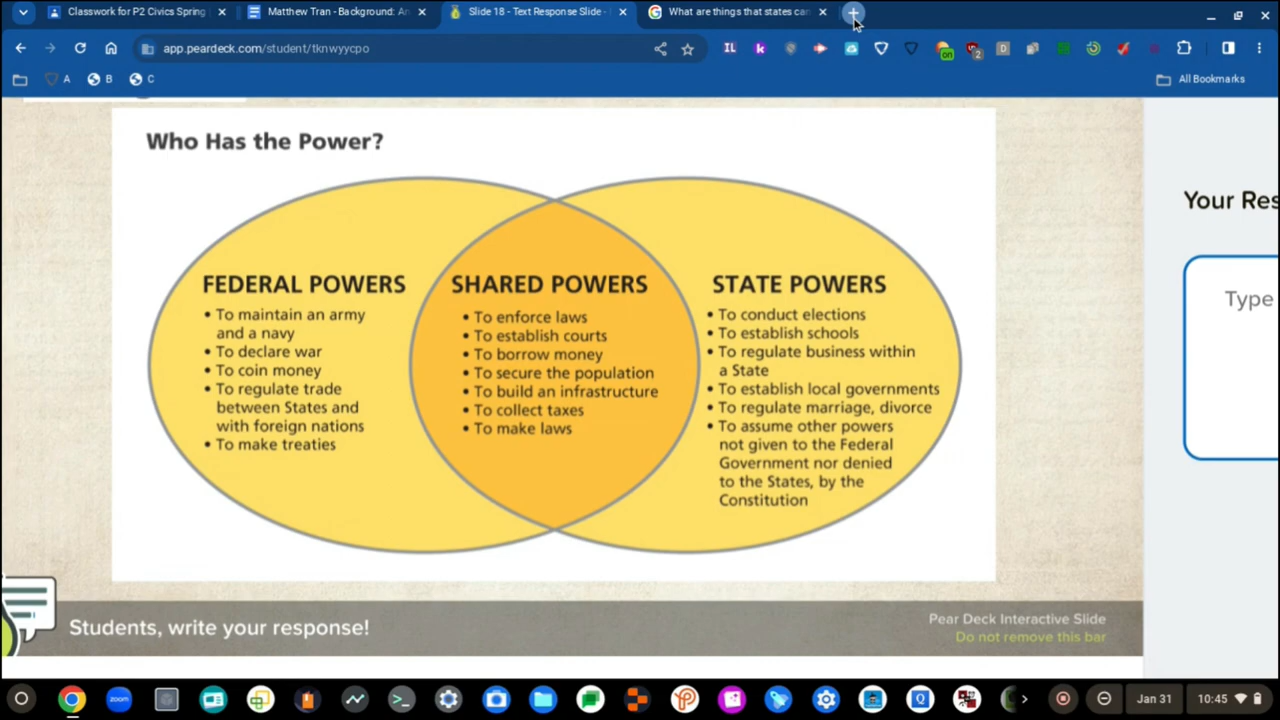 Classwork for P2 Civics Spring
Matthew Tran - Background: An
Slide 18 - Text Response Slide -
What are things that states can
app.peardeck.com/student/tknwyycpo
IL
k
on
2
D
A
B
C
All Bookmarks
Who Has the Power?
FEDERAL POWERS
• To maintain an army
and a navy
• To declare war
• To coin money
• To regulate trade
between States and
with foreign nations
• To make treaties
SHARED POWERS
• To enforce laws
• To establish courts
• To borrow money
• To secure the population
• To build an infrastructure
• To collect taxes
• To make laws
STATE POWERS
• To conduct elections
• To establish schools
• To regulate business within
a State
• To establish local governments
• To regulate marriage, divorce
• To assume other powers
not given to the Federal
Government nor denied
to the States, by the
Constitution
Your Res
Type
Students, write your response!
Pear Deck Interactive Slide
Do not remove this bar
zoom
Jan 31
10:45